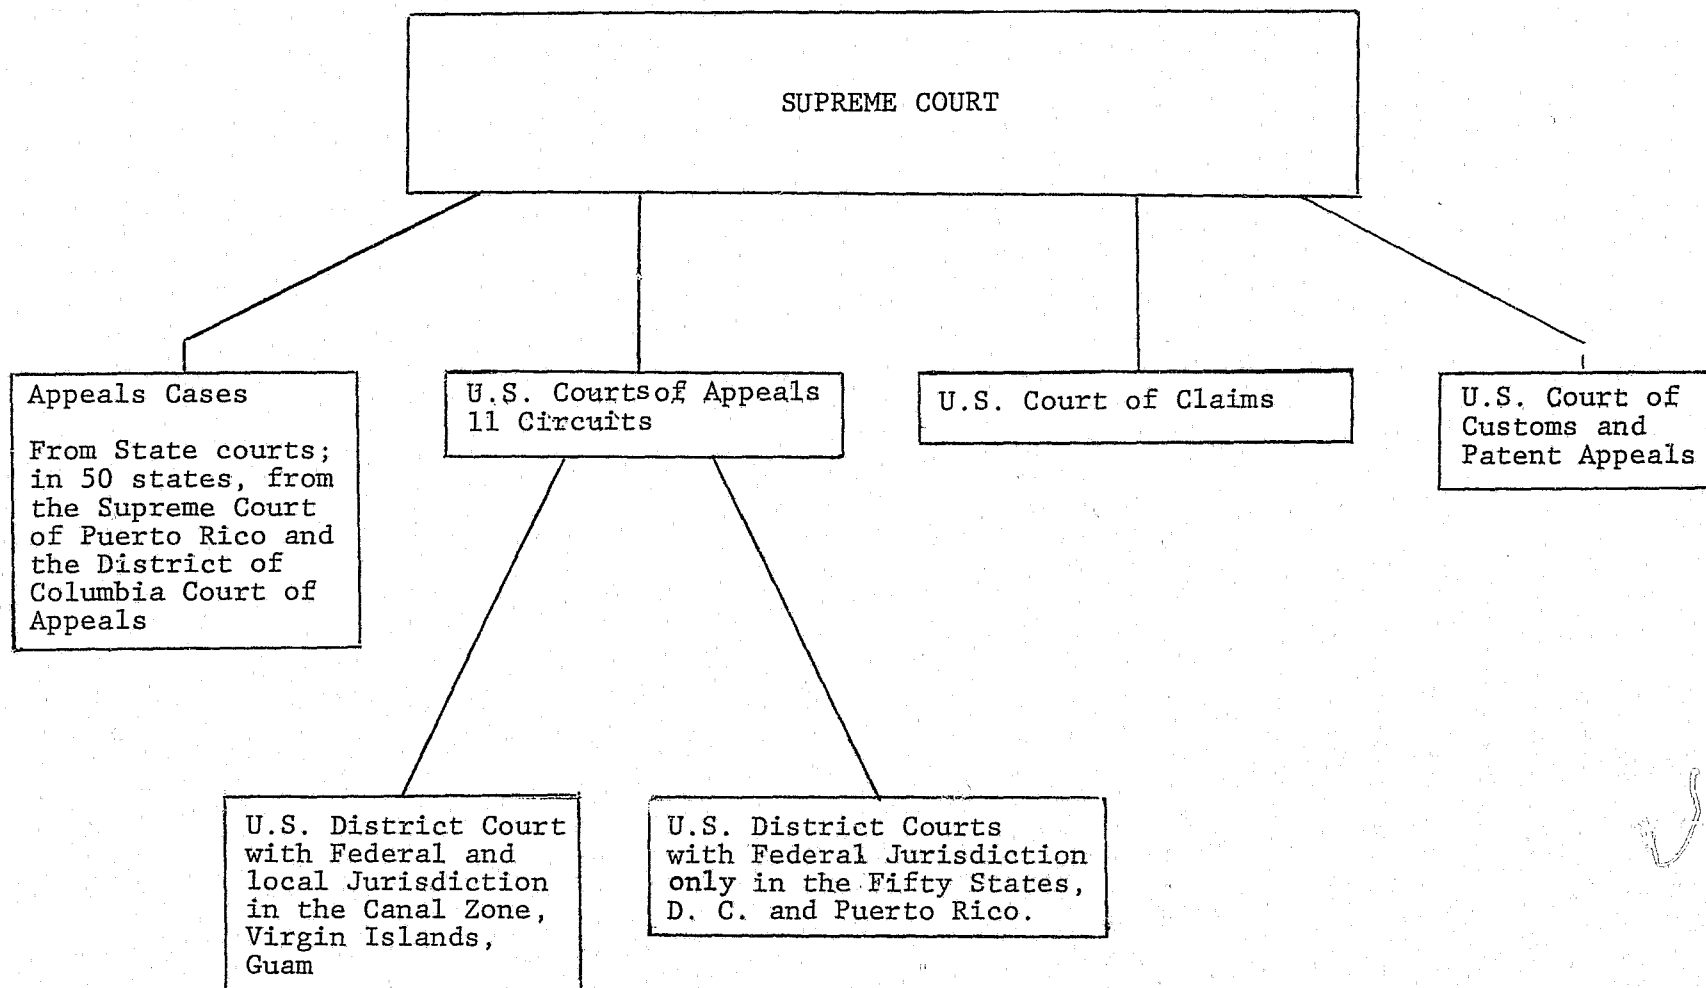 SUPREME COURT
Appeals Cases
From State courts;
in 50 states, from
the Supreme Court
of Puerto Rico and
the District of
Columbia Court of
Appeals
U.S. Courtsof Appeals
11 Circuits
U.S. Court of Claims
U.S. Court of
Customs and
Patent Appeals
U.S. District Court
with Federal and
local Jurisdiction
in the Canal Zone,
Virgin Islands,
Guam
U.S. District Courts
with Federal Jurisdiction
only in the Fifty States,
D. C. and Puerto Rico.